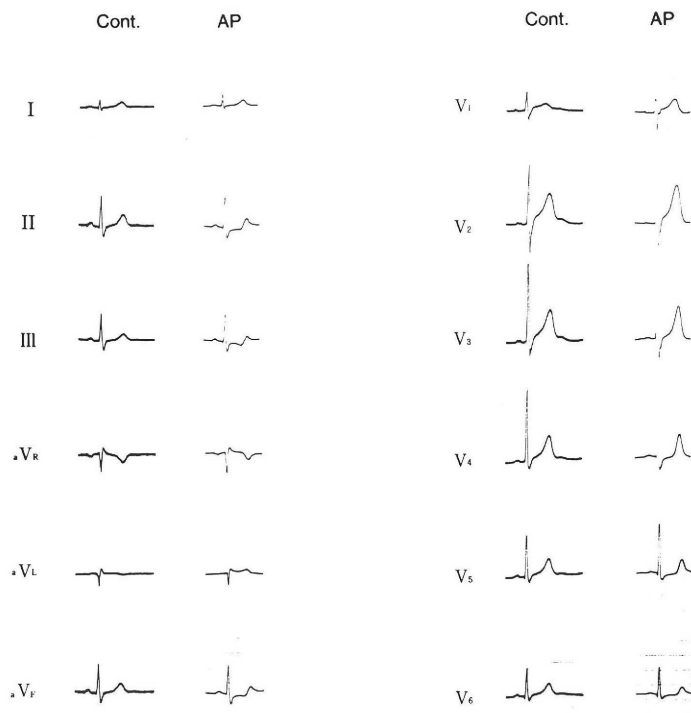 Cont. AP Cont. AP
I V₁
II V₂
III V₃
aVR V₄
aVL V₅
aVF V₆